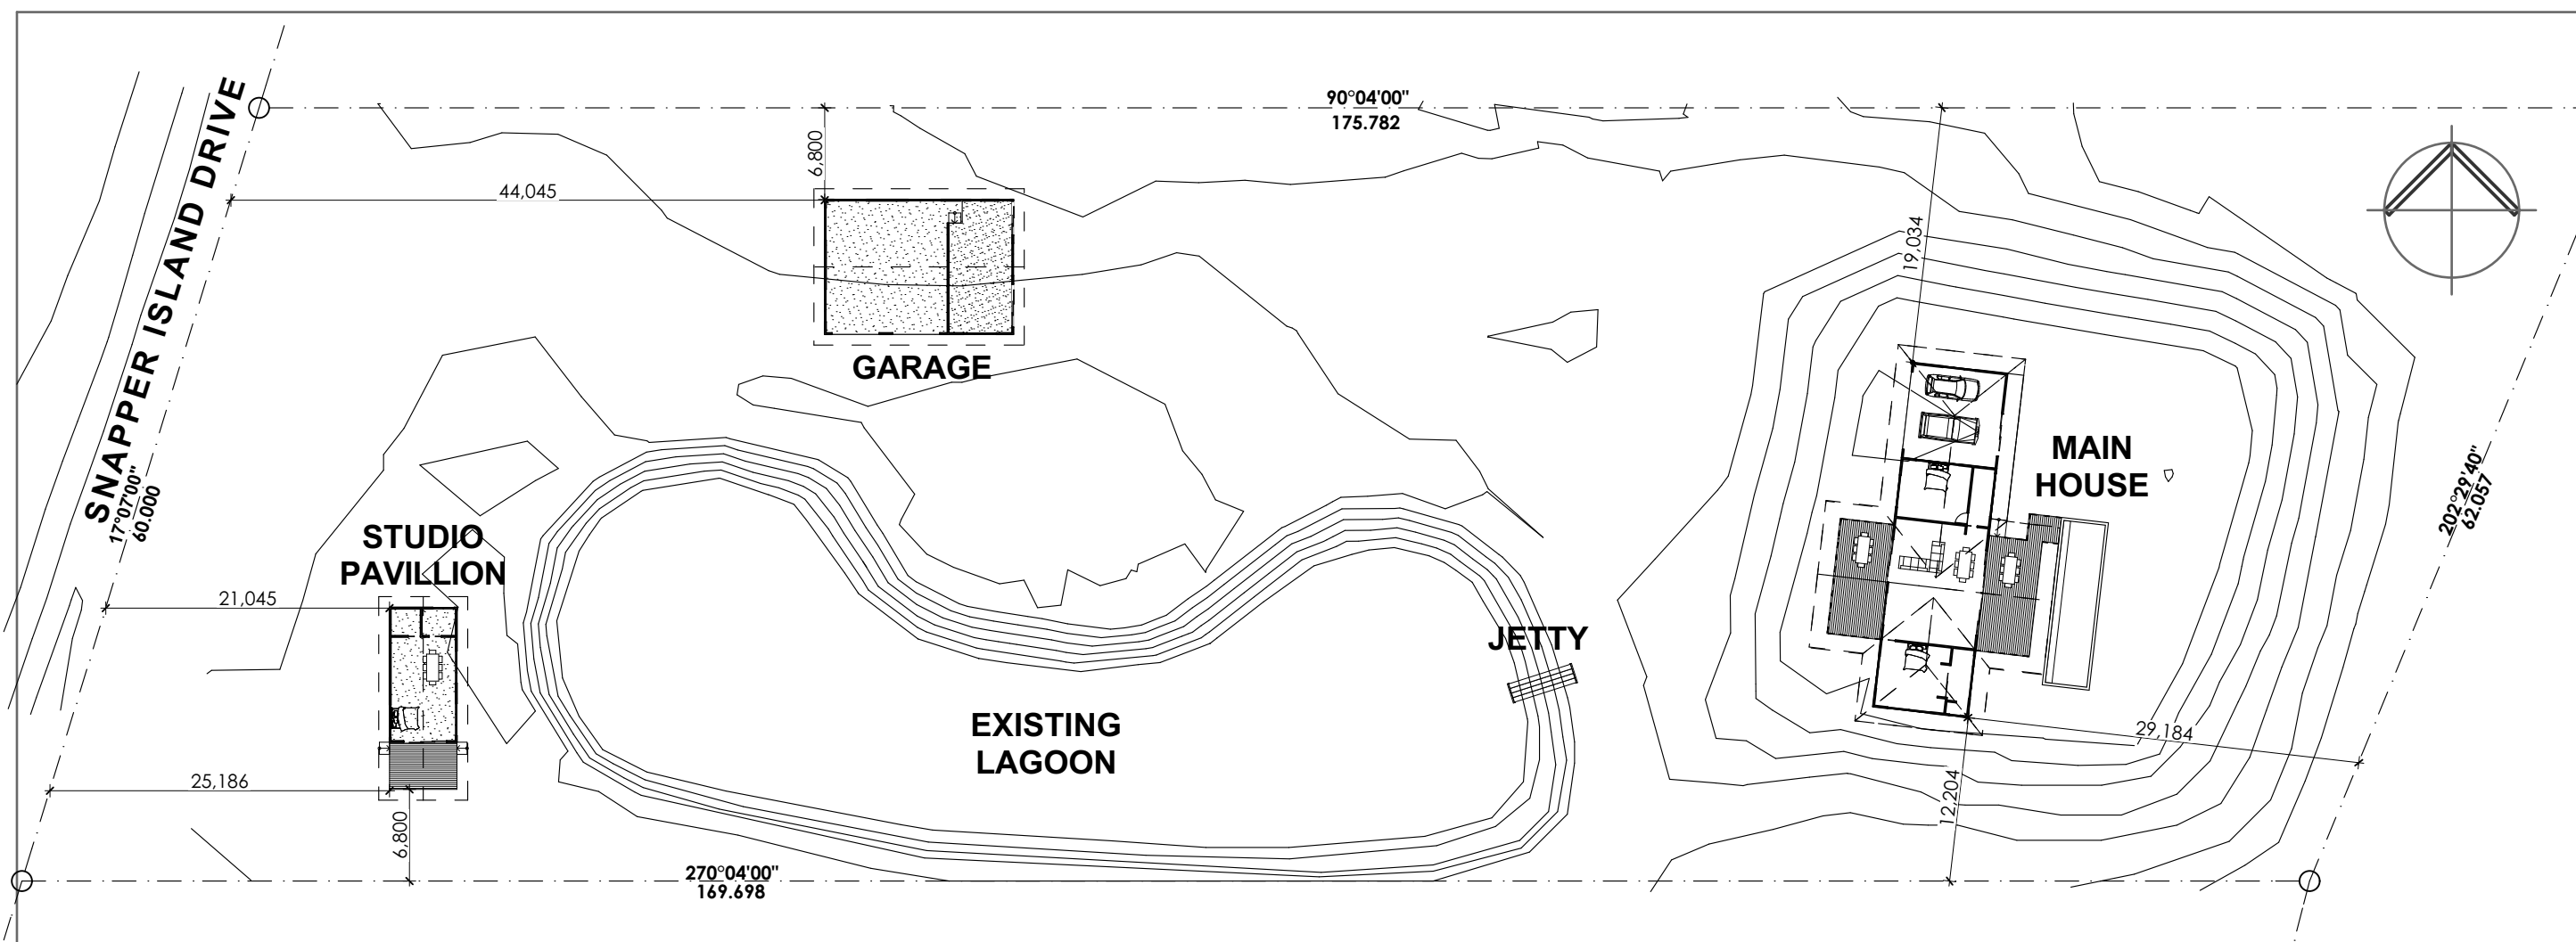 90°04'00"
175.782
SNAPPER ISLAND DRIVE
17°07'00"
60.000
6,800
44,045
19,034
GARAGE
MAIN
HOUSE
202°29'40"
62.057
STUDIO
PAVILLION
21,045
JETTY
EXISTING
LAGOON
29,184
25,186
6,800
12,204
270°04'00"
169.698